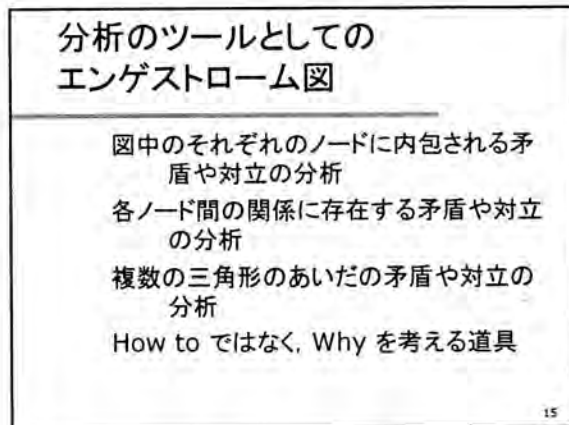 分析のツールとしての
エンゲストローム図
図中のそれぞれのノードに内包される矛
盾や対立の分析
各ノード間の関係に存在する矛盾や対立
の分析
複数の三角形のあいだの矛盾や対立の
分析
How to ではなく, Why を考える道具
15